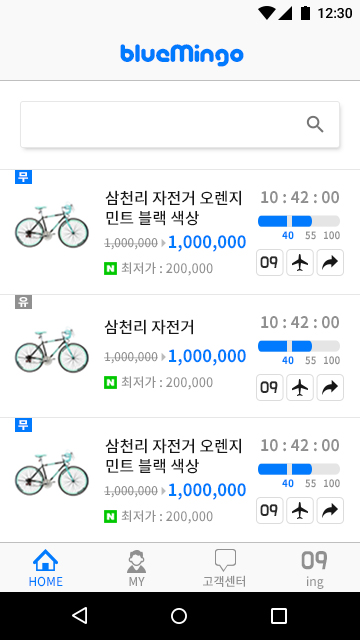 12:30
blueMingo
무
삼천리 자전거 오렌지
민트 블랙 색상
1,000,000 1,000,000
N 최저가 : 200,000
10 : 42 : 00
40 55 100
09
유
삼천리 자전거
1,000,000 1,000,000
N 최저가 : 200,000
10 : 42 : 00
40 55 100
09
무
삼천리 자전거 오렌지
민트 블랙 색상
1,000,000 1,000,000
N 최저가 : 200,000
10 : 42 : 00
40 55 100
09
09
HOME MY 고객센터 ing